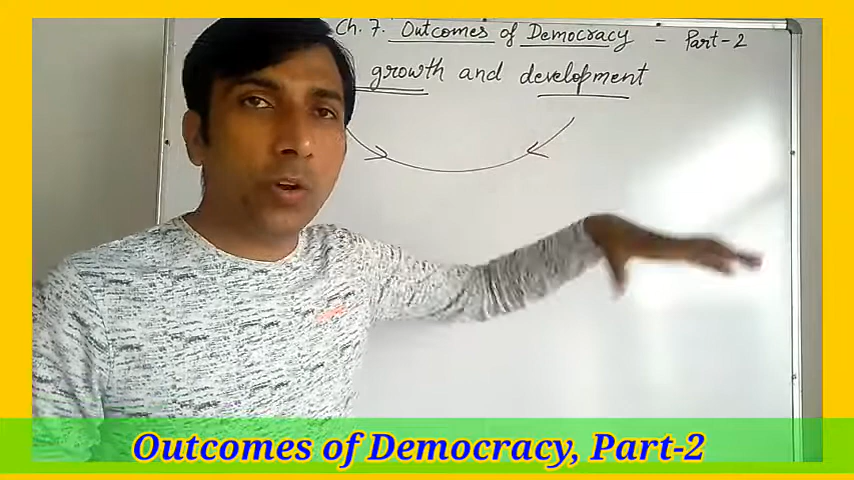 Ch. 7. Outcomes of Democracy - Part-2
growth and development
Outcomes of Democracy, Part-2